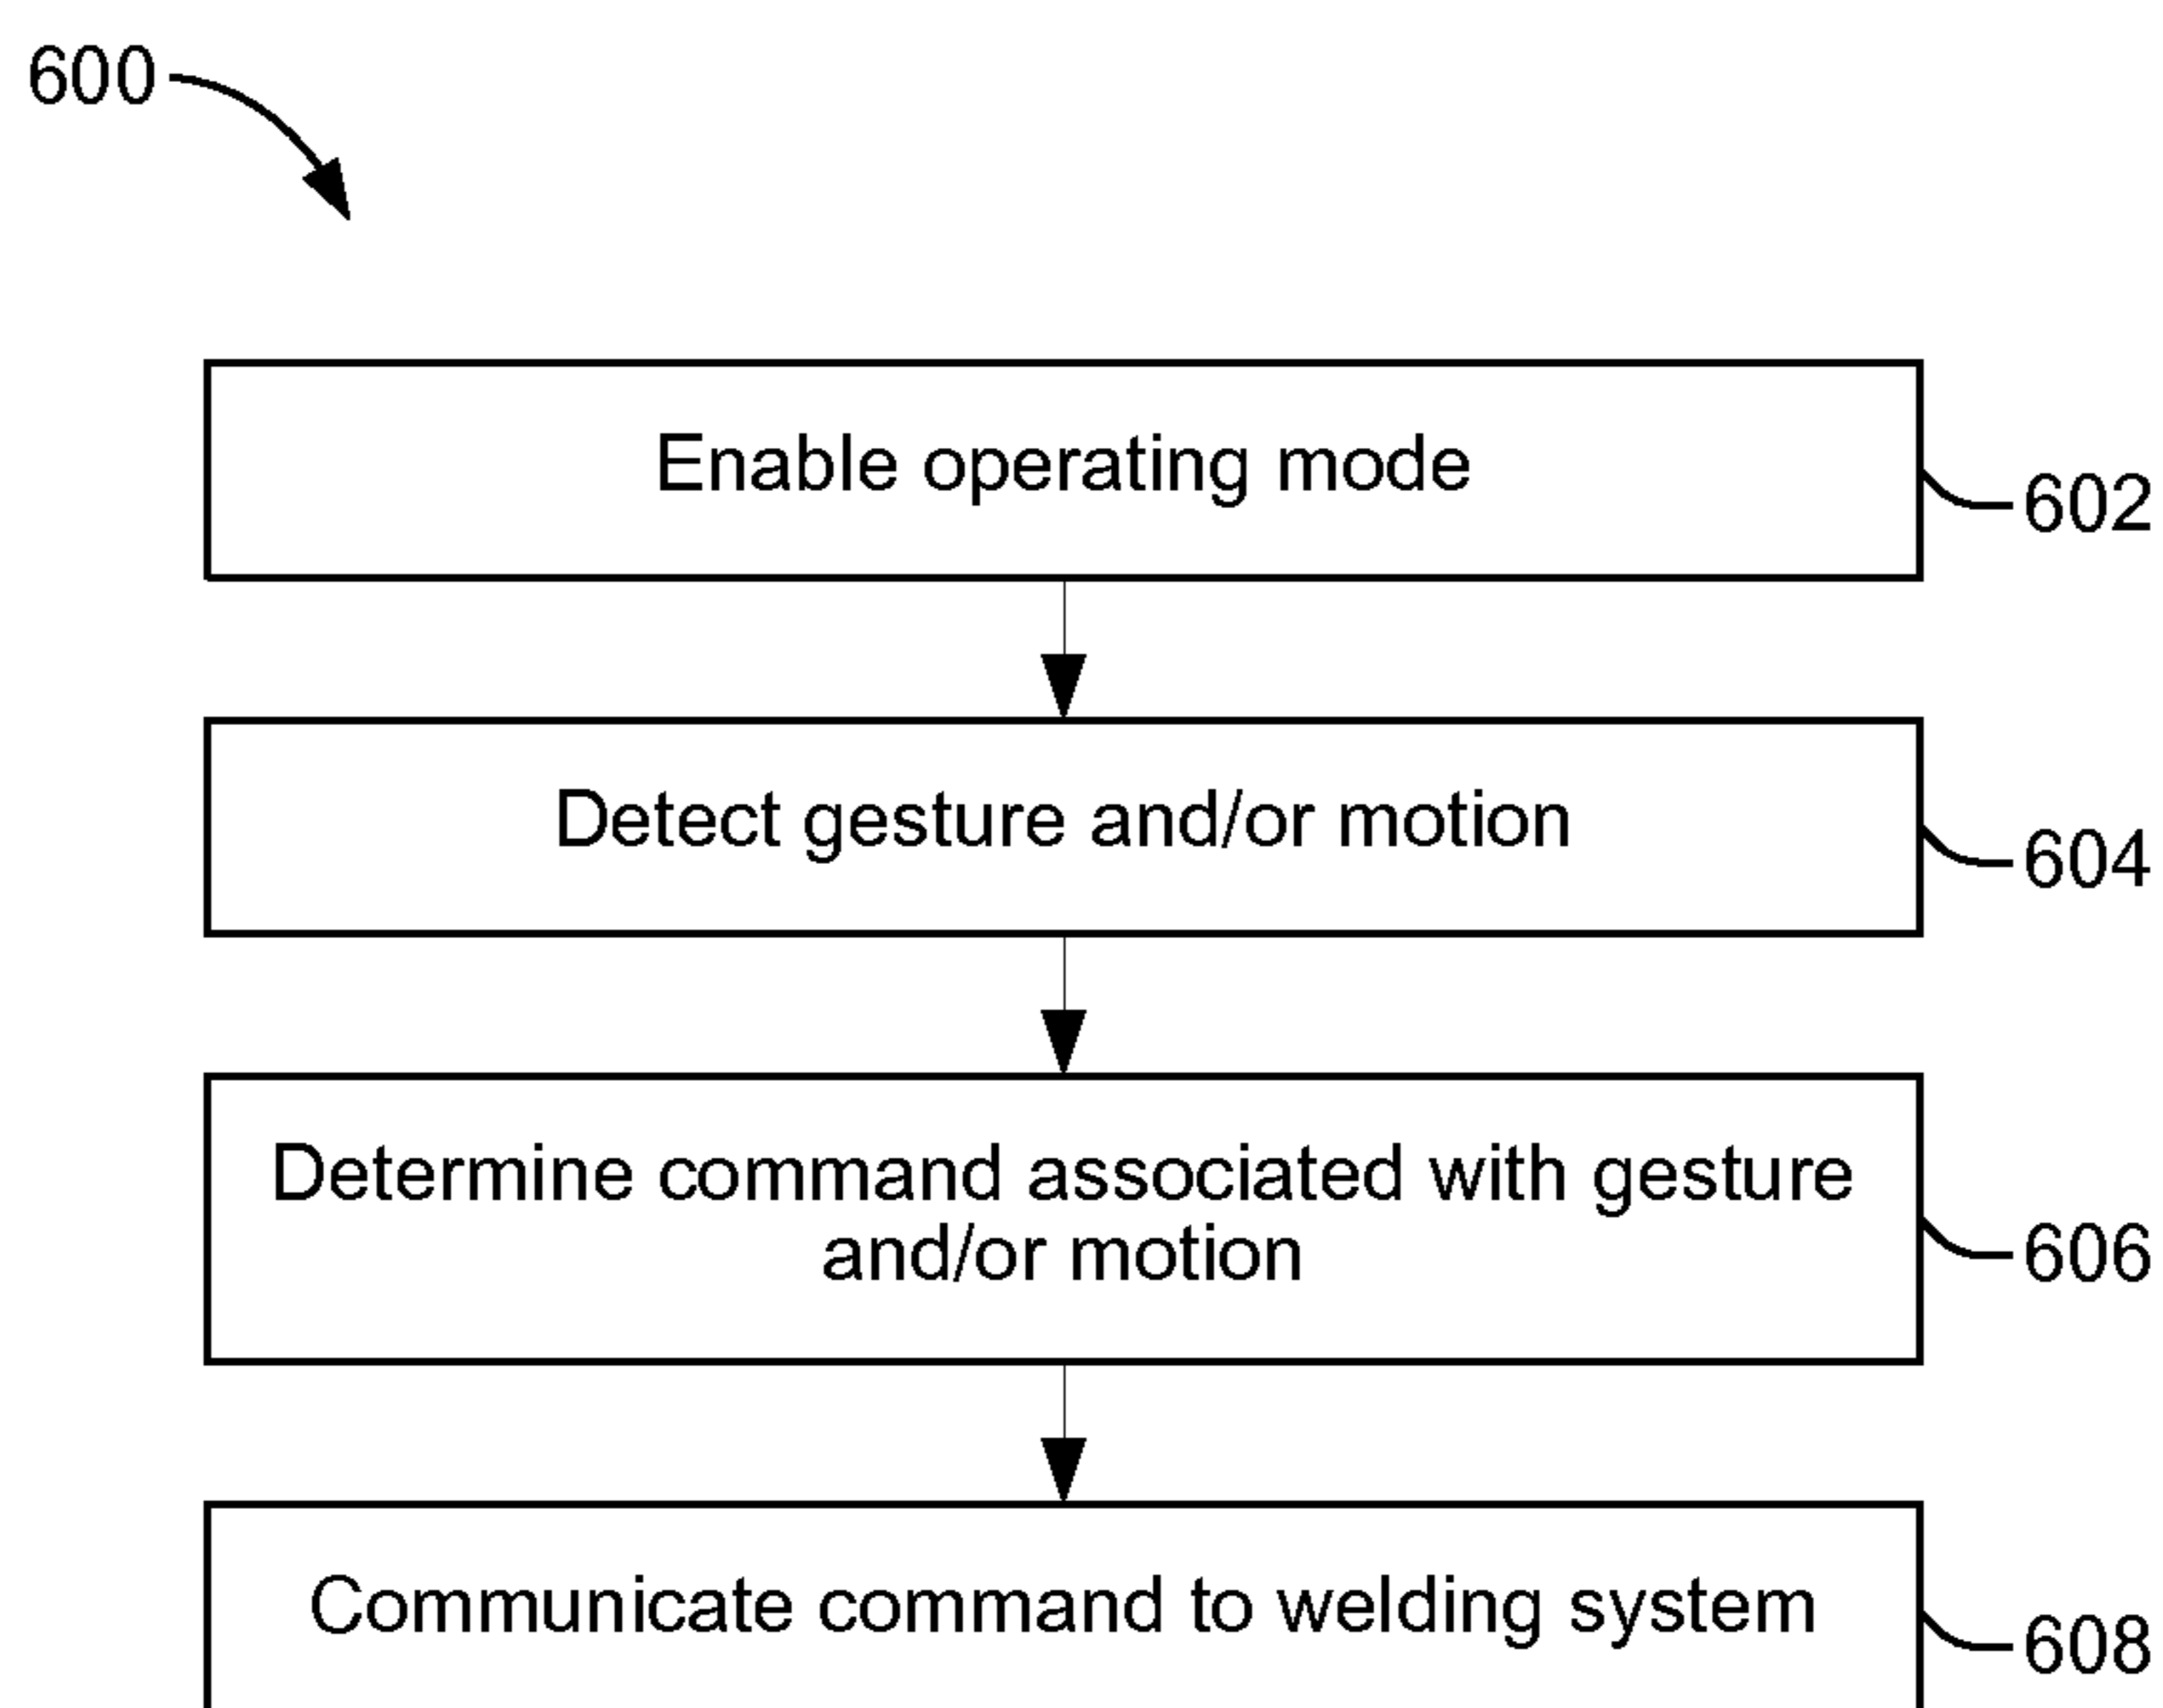 600
Enable operating mode
602
Detect gesture and/or motion
604
Determine command associated with gesture
and/or motion
606
Communicate command to welding system
608